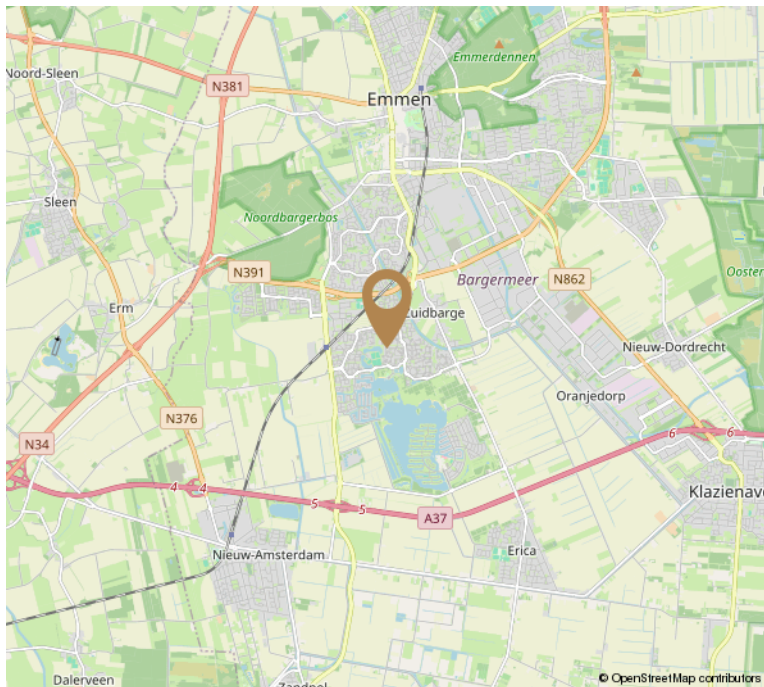 Emmerdennen
Noord-Sleen
N381
Emmen
Sleen
Noordbargerbos
N391
Bargermeer
N862
Ooster
Erm
Zuidbarge
Nieuw-Dordrecht
Oranjedorp
N376
N34
6
6
4
4
5
5
A37
Klazienave
Erica
Nieuw-Amsterdam
Dalerveen
© OpenStreetMap contributors